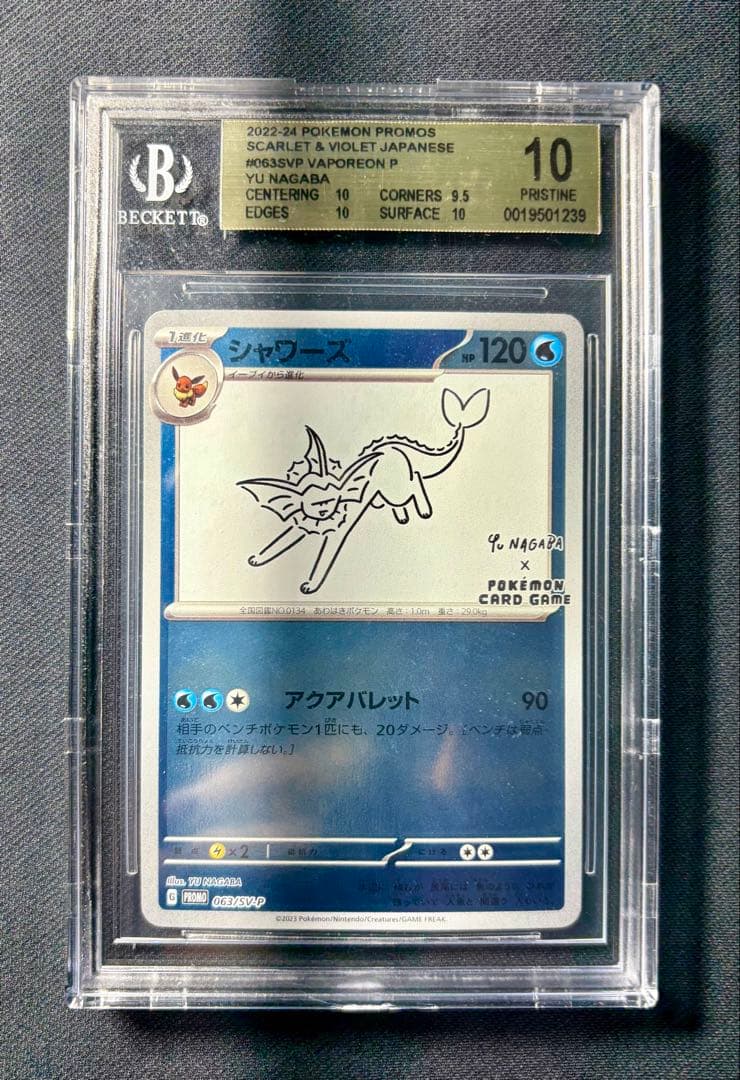 2022-24 POKEMON PROMOS
SCARLET & VIOLET JAPANESE
#063SVP VAPOREON P
YU NAGABA
CENTERING 10 CORNERS 9.5
EDGES 10 SURFACE 10
10
PRISTINE
0019501239
B
BECKETT®
1進化
シャワーズ
HP 120
イーブイから進化
Yu NAGABA
X
POKÉMON
CARD GAME
全国図鑑NO.0134 あわはきポケモン 高さ:1.0m 重さ:29.0kg
アクアバレット 90
相手のベンチポケモン1匹にも、20ダメージ。[ベンチは弱点
抵抗力を計算しない。]
×2 抵抗力 にげる
Illus. YU NAGABA
G PROMO 063/SV-P
©2023 Pokémon/Nintendo/Creatures/GAME FREAK.